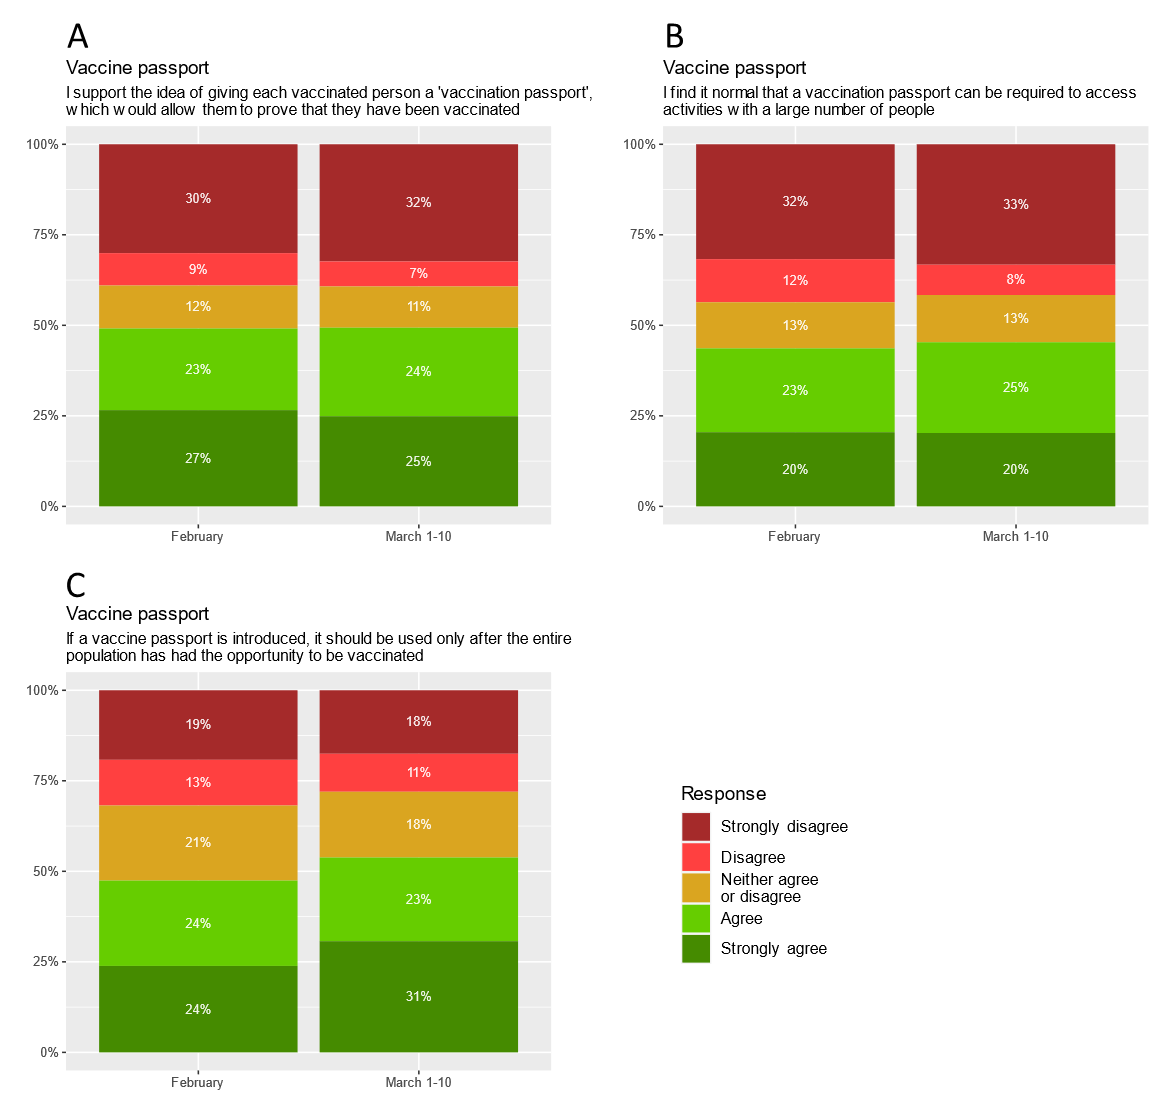 A
Vaccine passport
I support the idea of giving each vaccinated person a 'vaccination passport',
which would allow them to prove that they have been vaccinated
100%
75%
50%
25%
0%
30%
9%
12%
23%
27%
32%
7%
11%
24%
25%
February
March 1-10
B
Vaccine passport
I find it normal that a vaccination passport can be required to access
activities with a large number of people
100%
75%
50%
25%
0%
32%
12%
13%
23%
20%
33%
8%
13%
25%
20%
February
March 1-10
C
Vaccine passport
If a vaccine passport is introduced, it should be used only after the entire
population has had the opportunity to be vaccinated
100%
75%
50%
25%
0%
19%
13%
21%
24%
24%
18%
11%
18%
23%
31%
February
March 1-10
Response
Strongly disagree
Disagree
Neither agree
or disagree
Agree
Strongly agree